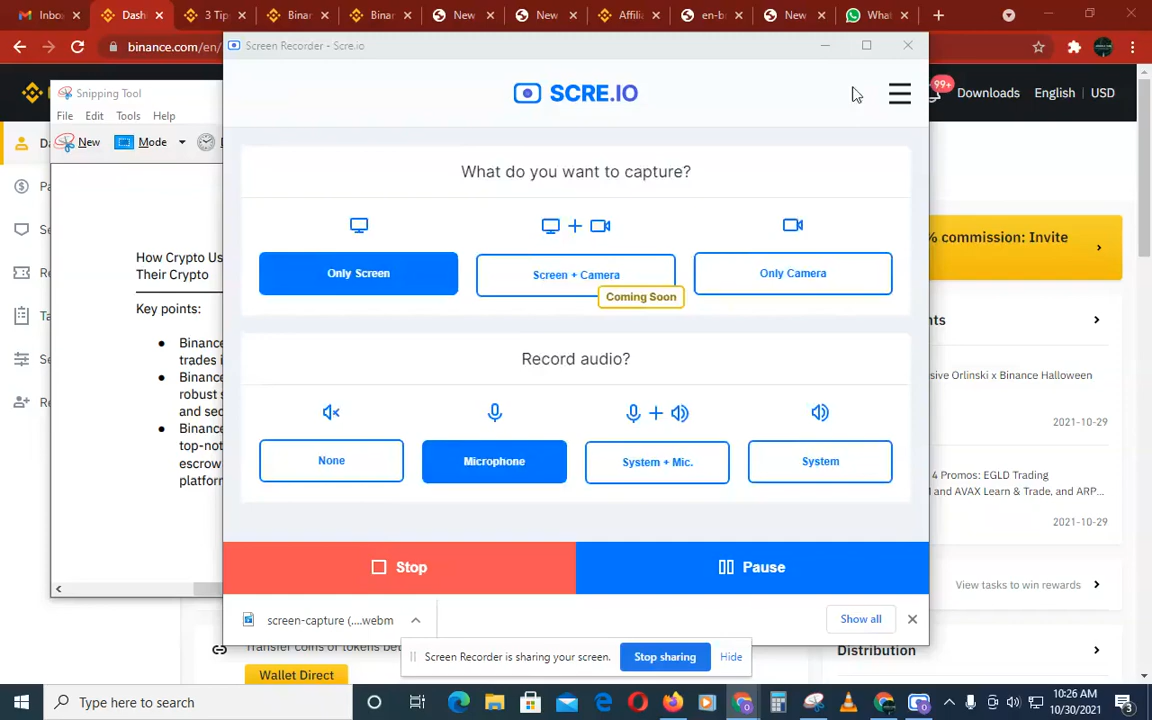 Inbox
Dash
3 Tip
Binar
Binar
New
New
Affilia
en-b
New
What
binance.com/en/
Screen Recorder - Scre.io
SCRE.IO
99+
Downloads
English
USD
Snipping Tool
File Edit Tools Help
New
Mode
What do you want to capture?
Only Screen
Screen + Camera
Only Camera
Coming Soon
Record audio?
None
Microphone
System + Mic.
System
Stop
Pause
How Crypto Us
Their Crypto
Key points:
Binance
trades i
Binance
robust s
and sec
Binance
top-not
escrow
platforn
% commission: Invite
nts
sive Orlinski x Binance Halloween
2021-10-29
4 Promos: EGLD Trading
and AVAX Learn & Trade, and ARP...
2021-10-29
View tasks to win rewards
Distribution
screen-capture (....webm
Show all
Screen Recorder is sharing your screen.
Stop sharing
Hide
Transfer coins or tokens bet
Wallet Direct
Type here to search
10:26 AM
10/30/2021
3